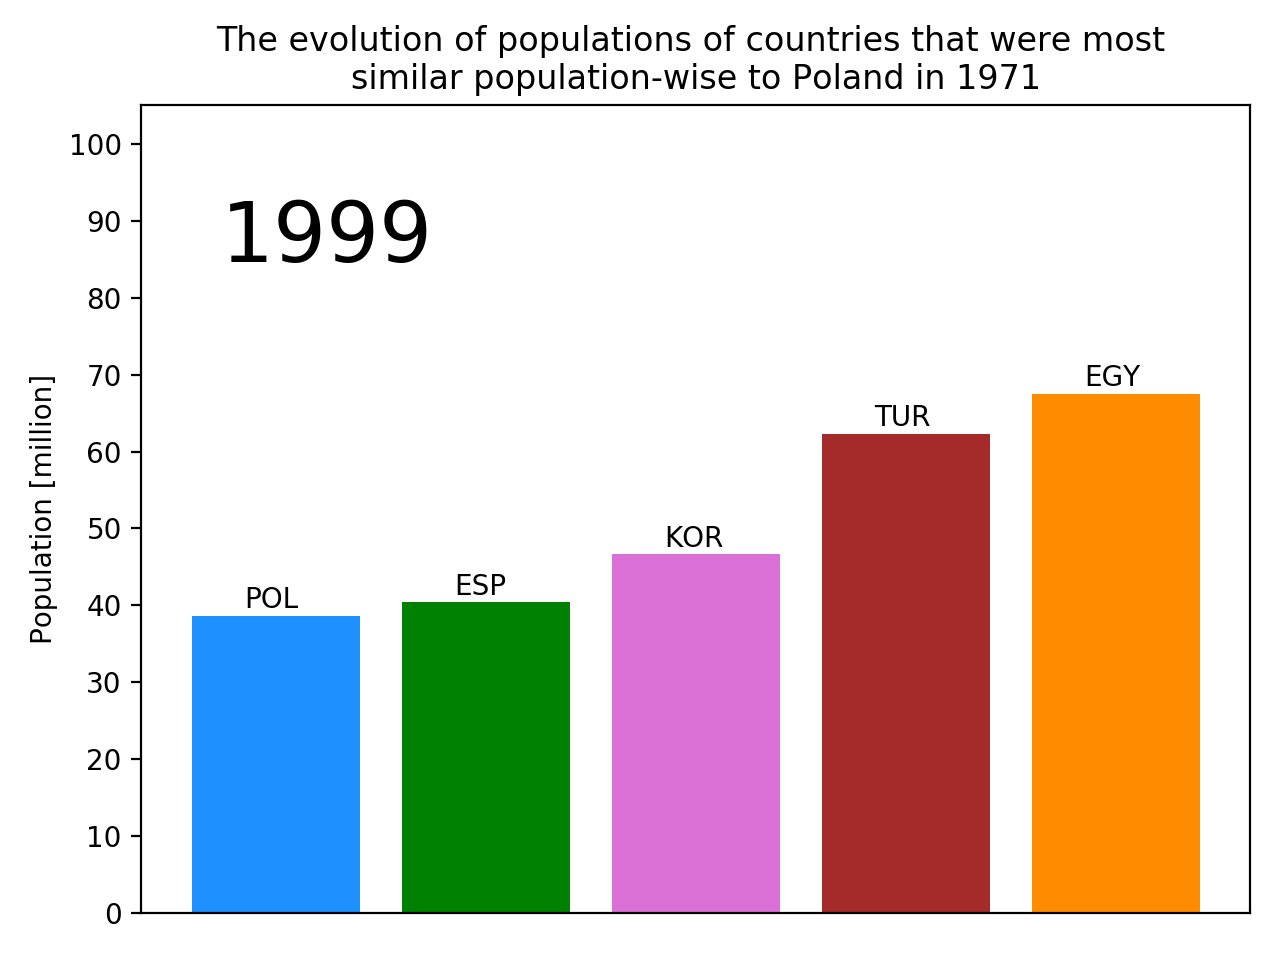 The evolution of populations of countries that were most
similar population-wise to Poland in 1971
100
90
80
70
60
50
40
30
20
10
0
Population [million]
1999
POL
ESP
KOR
TUR
EGY